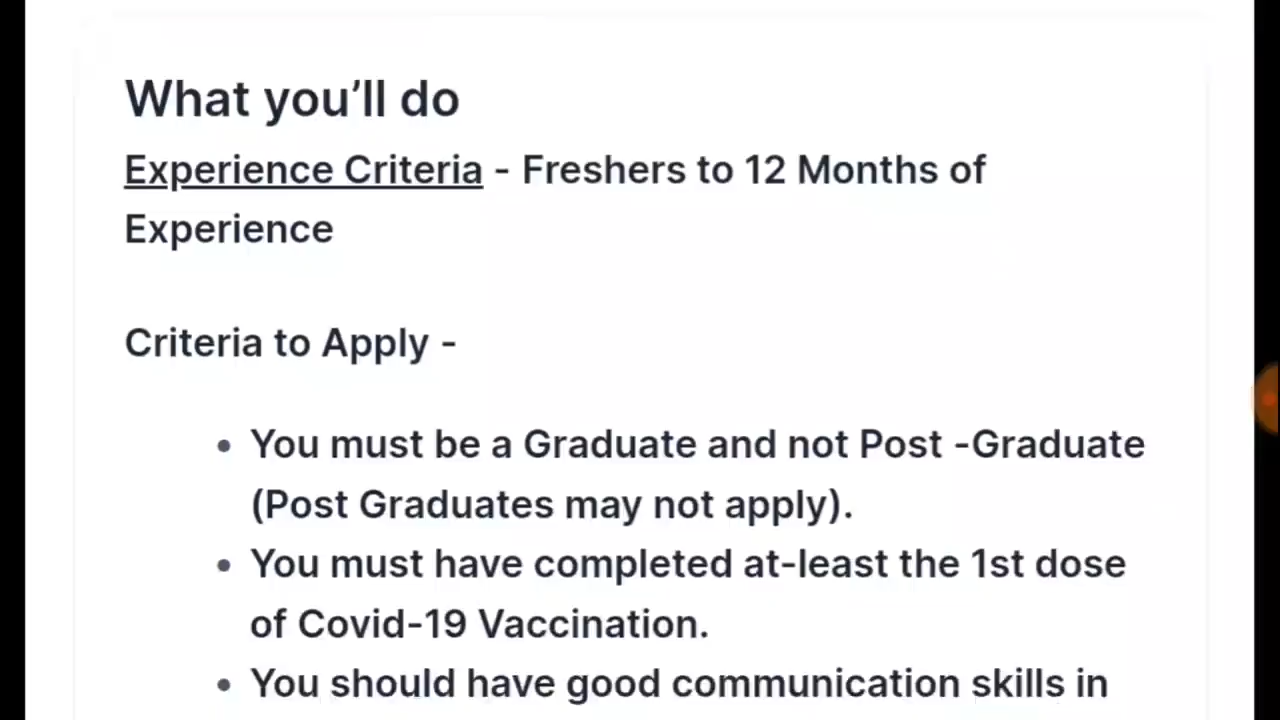 What you’ll do
Experience Criteria - Freshers to 12 Months of
Experience
Criteria to Apply -
• You must be a Graduate and not Post -Graduate
(Post Graduates may not apply).
• You must have completed at-least the 1st dose
of Covid-19 Vaccination.
• You should have good communication skills in